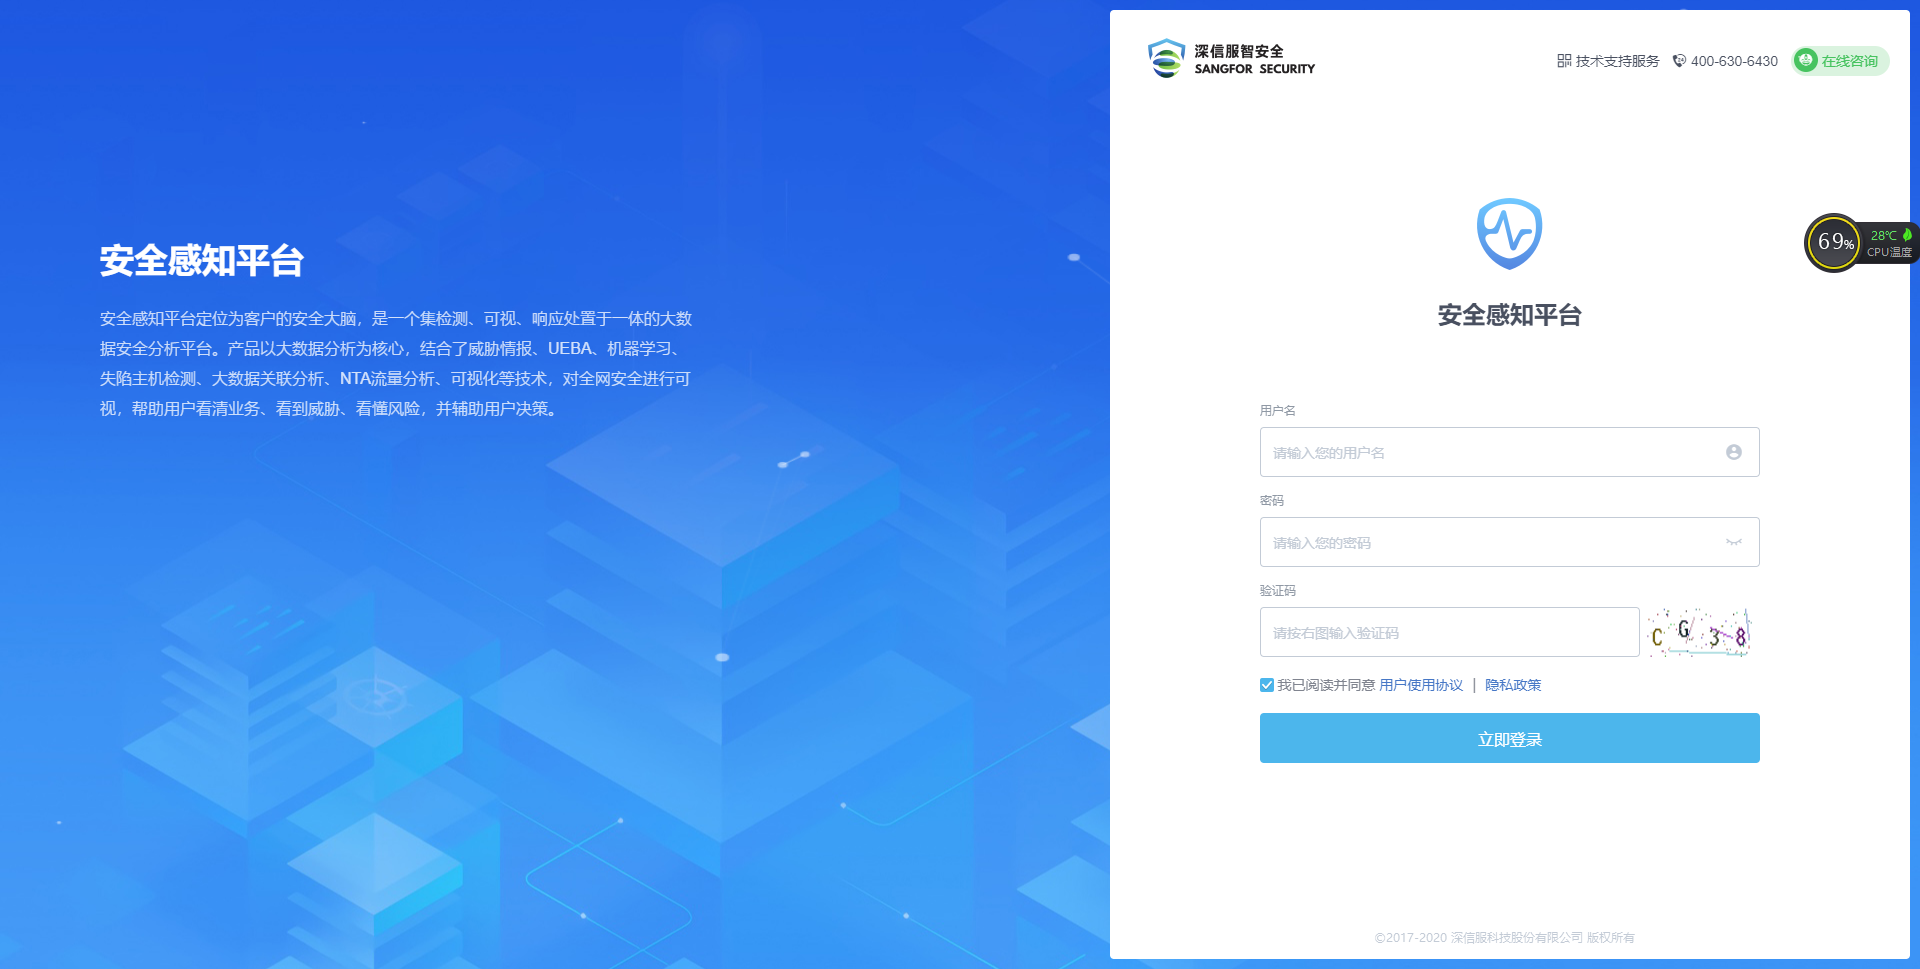 安全感知平台
安全感知平台定位为客户的安全大脑，是一个集检测、可视、响应处置于一体的大数
据安全分析平台。产品以大数据分析为核心，结合了威胁情报、UEBA、机器学习、
失陷主机检测、大数据关联分析、NTA流量分析、可视化等技术，对全网安全进行可
视，帮助用户看清业务、看到威胁、看懂风险，并辅助用户决策。
深信服智安全
SANGFOR SECURITY
技术支持服务 400-630-6430 在线咨询
69% 28℃
CPU温度
安全感知平台
用户名
请输入您的用户名
密码
请输入您的密码
验证码
请按右图输入验证码 C G 3 8
我已阅读并同意 用户使用协议 | 隐私政策
立即登录
©2017-2020 深信服科技股份有限公司 版权所有